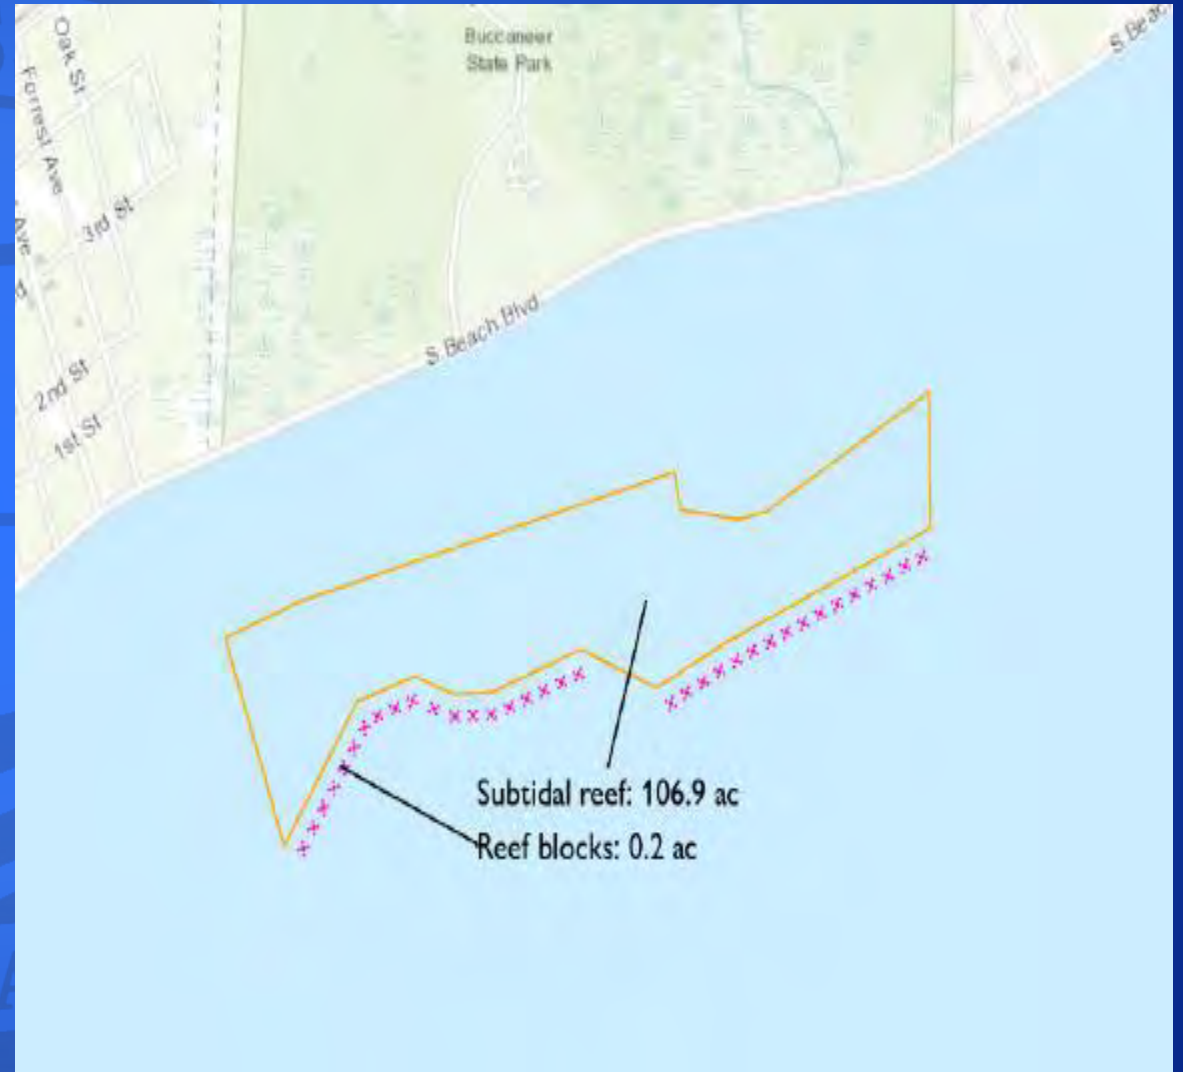 Oak St
Buccaneer
State Park
S Beac
Forrest Ave
3rd St
Ave
d
S Beach Blvd
2nd St
1st St
Subtidal reef: 106.9 ac
Reef blocks: 0.2 ac